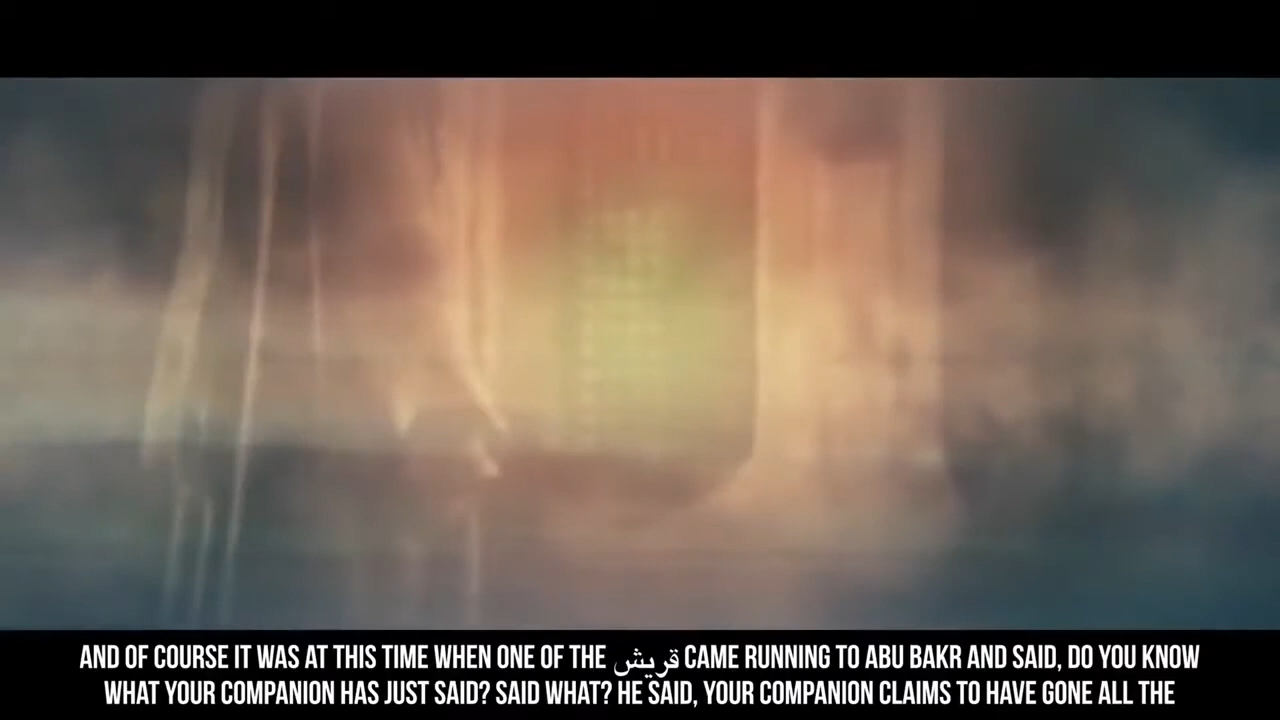 AND OF COURSE IT WAS AT THIS TIME WHEN ONE OF THE قريش CAME RUNNING TO ABU BAKR AND SAID, DO YOU KNOW
WHAT YOUR COMPANION HAS JUST SAID? SAID WHAT? HE SAID, YOUR COMPANION CLAIMS TO HAVE GONE ALL THE